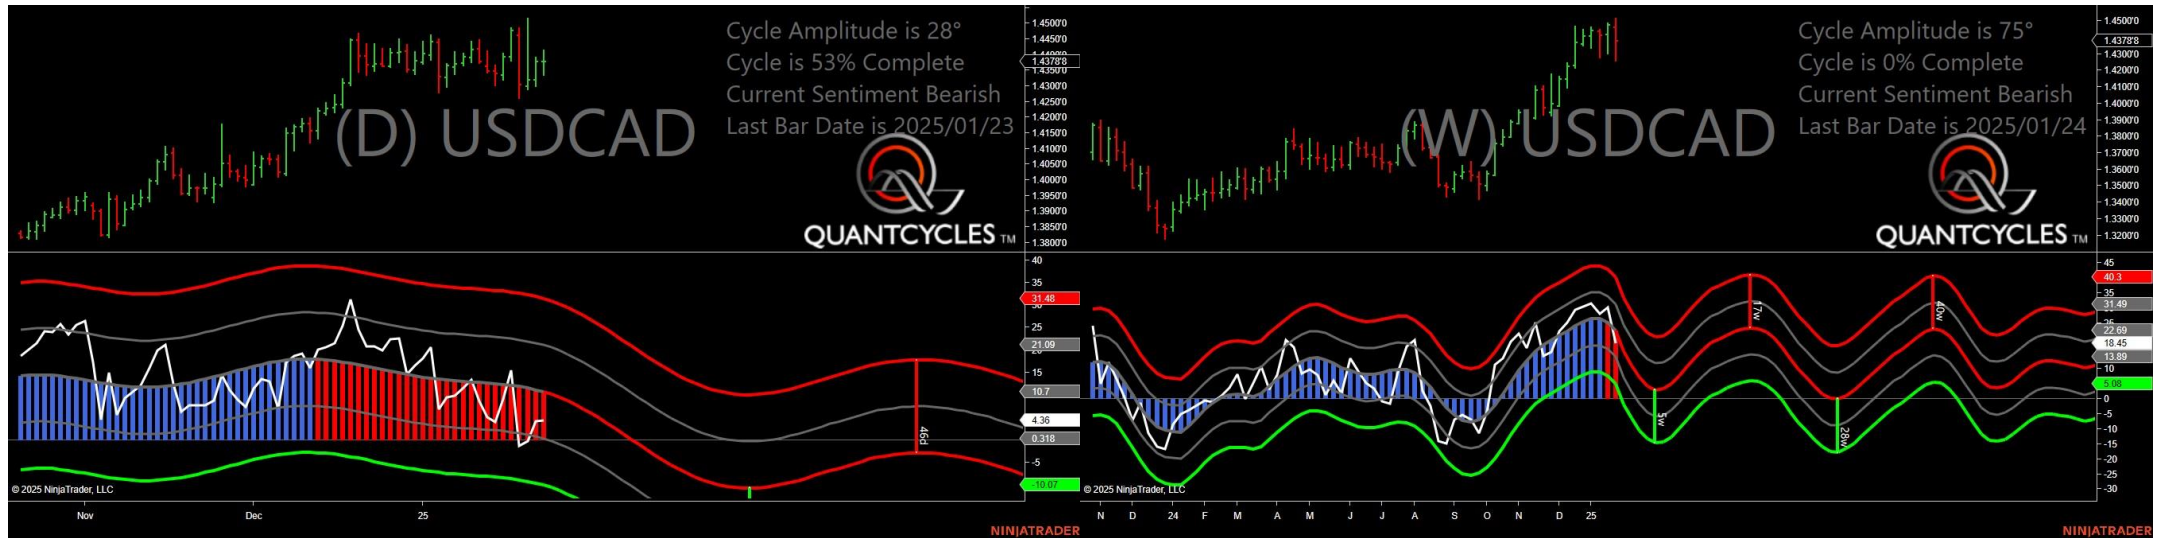 Cycle Amplitude is 28°
Cycle is 53% Complete
Current Sentiment Bearish
Last Bar Date is 2025/01/23
(D) USDCAD
QUANTCYCLES TM
1.4500'0
1.4450'0
1.4378'8
1.4350'0
1.4300'0
1.4250'0
1.4200'0
1.4150'0
1.4100'0
1.4050'0
1.4000'0
1.3950'0
1.3900'0
1.3850'0
1.3800'0
40
35
31.48
25
21.09
15
10.7
4.36
0.318
-5
-10.07
46d
© 2025 NinjaTrader, LLC
Nov Dec 25
NINJATRADER
Cycle Amplitude is 75°
Cycle is 0% Complete
Current Sentiment Bearish
Last Bar Date is 2025/01/24
(W) USDCAD
QUANTCYCLES TM
1.4500'0
1.4378'8
1.4300'0
1.4200'0
1.4100'0
1.4000'0
1.3900'0
1.3800'0
1.3700'0
1.3600'0
1.3500'0
1.3400'0
1.3300'0
1.3200'0
45
40.3
35
31.49
22.69
18.45
13.89
10
5.08
0
-5
-10
-15
-20
-25
-30
17w
40w
5w
28w
© 2025 NinjaTrader, LLC
N D 24 F M A M J J A S O N D 25
NINJATRADER